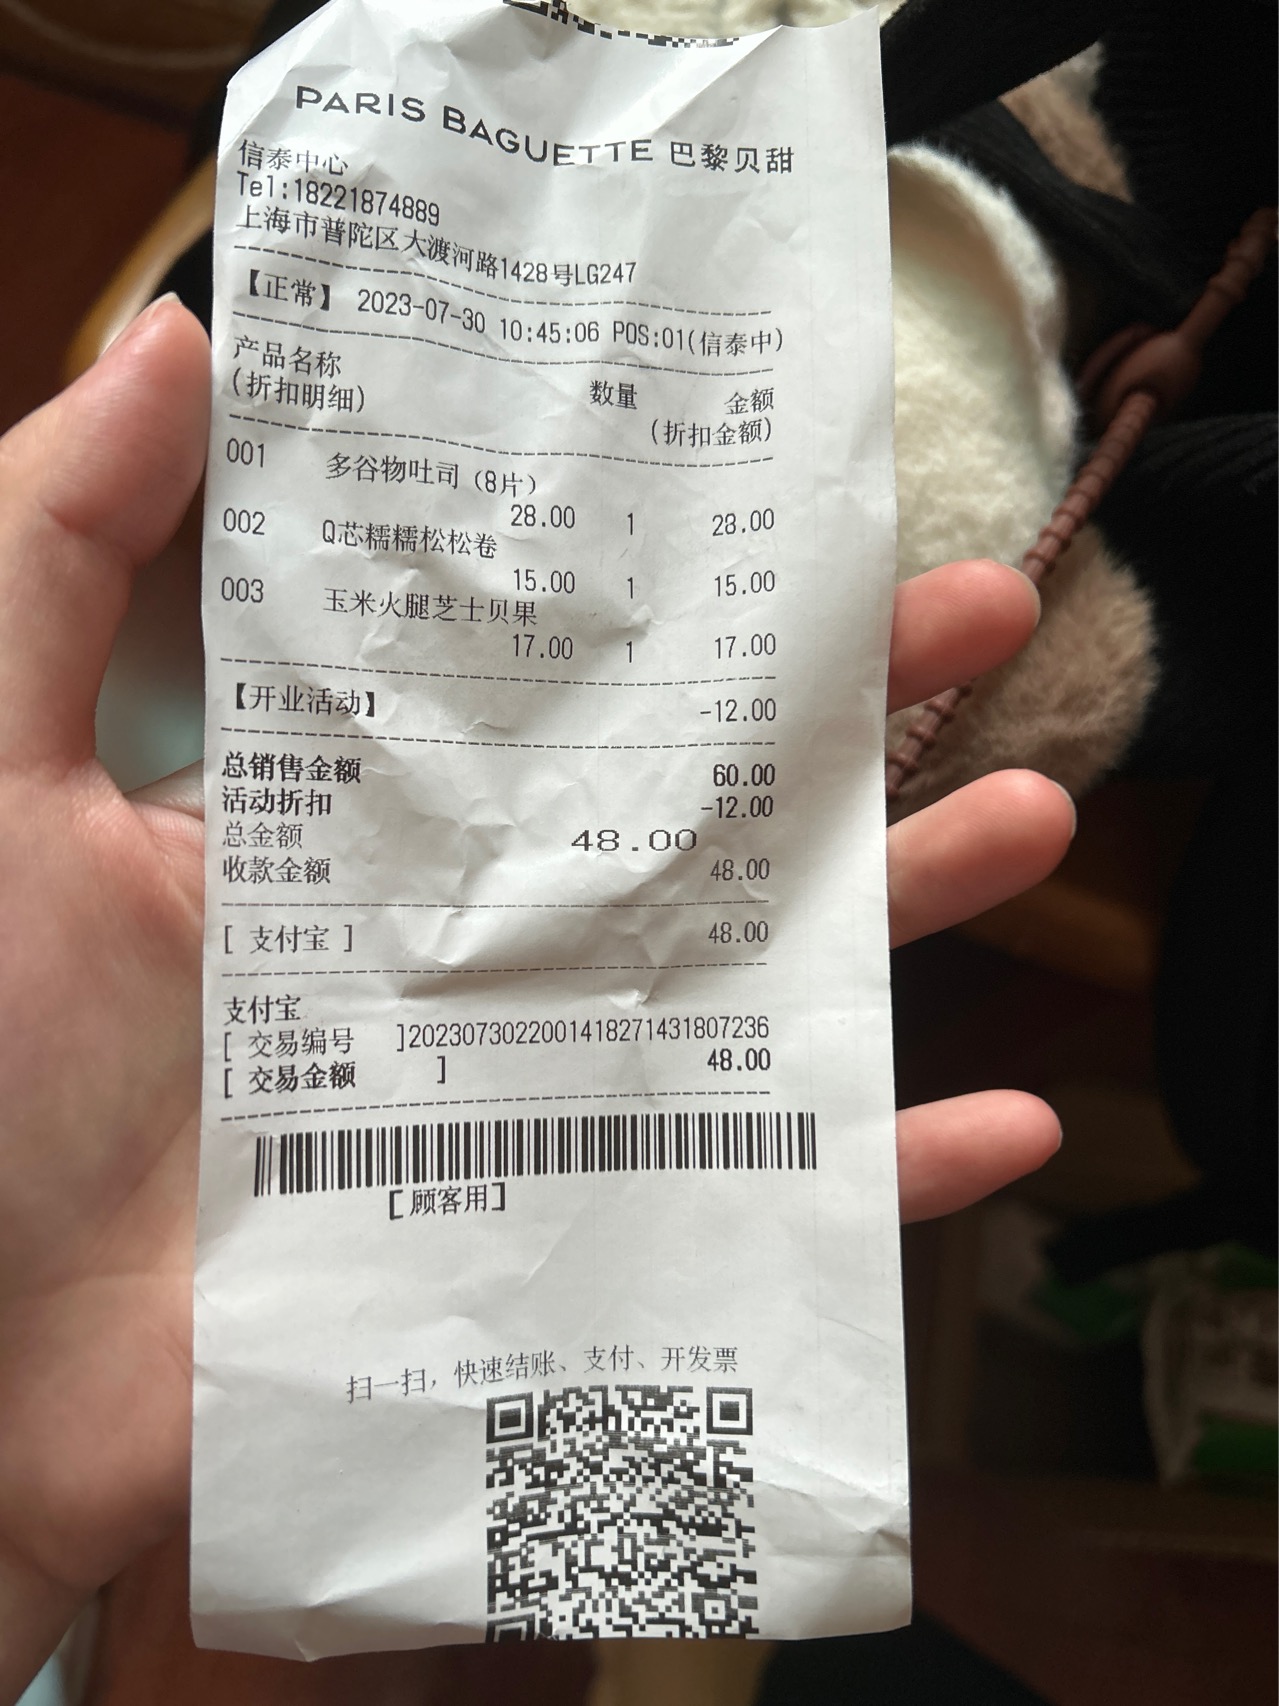 PARIS BAGUETTE 巴黎贝甜
信泰中心
Tel:18221874889
上海市普陀区大渡河路1428号LG247
【正常】 2023-07-30 10:45:06 POS:01(信泰中)
产品名称 数量 金额
(折扣明细) (折扣金额)
001 多谷物吐司（8片）
28.00 1 28.00
002 Q芯糯糯松松卷
15.00 1 15.00
003 玉米火腿芝士贝果
17.00 1 17.00
【开业活动】 -12.00
总销售金额 60.00
活动折扣 -12.00
总金额 48.00
收款金额 48.00
[ 支付宝 ] 48.00
支付宝
[ 交易编号 ]2023073022001418271431807236
[ 交易金额 ] 48.00
[顾客用]
扫一扫，快速结账、支付、开发票